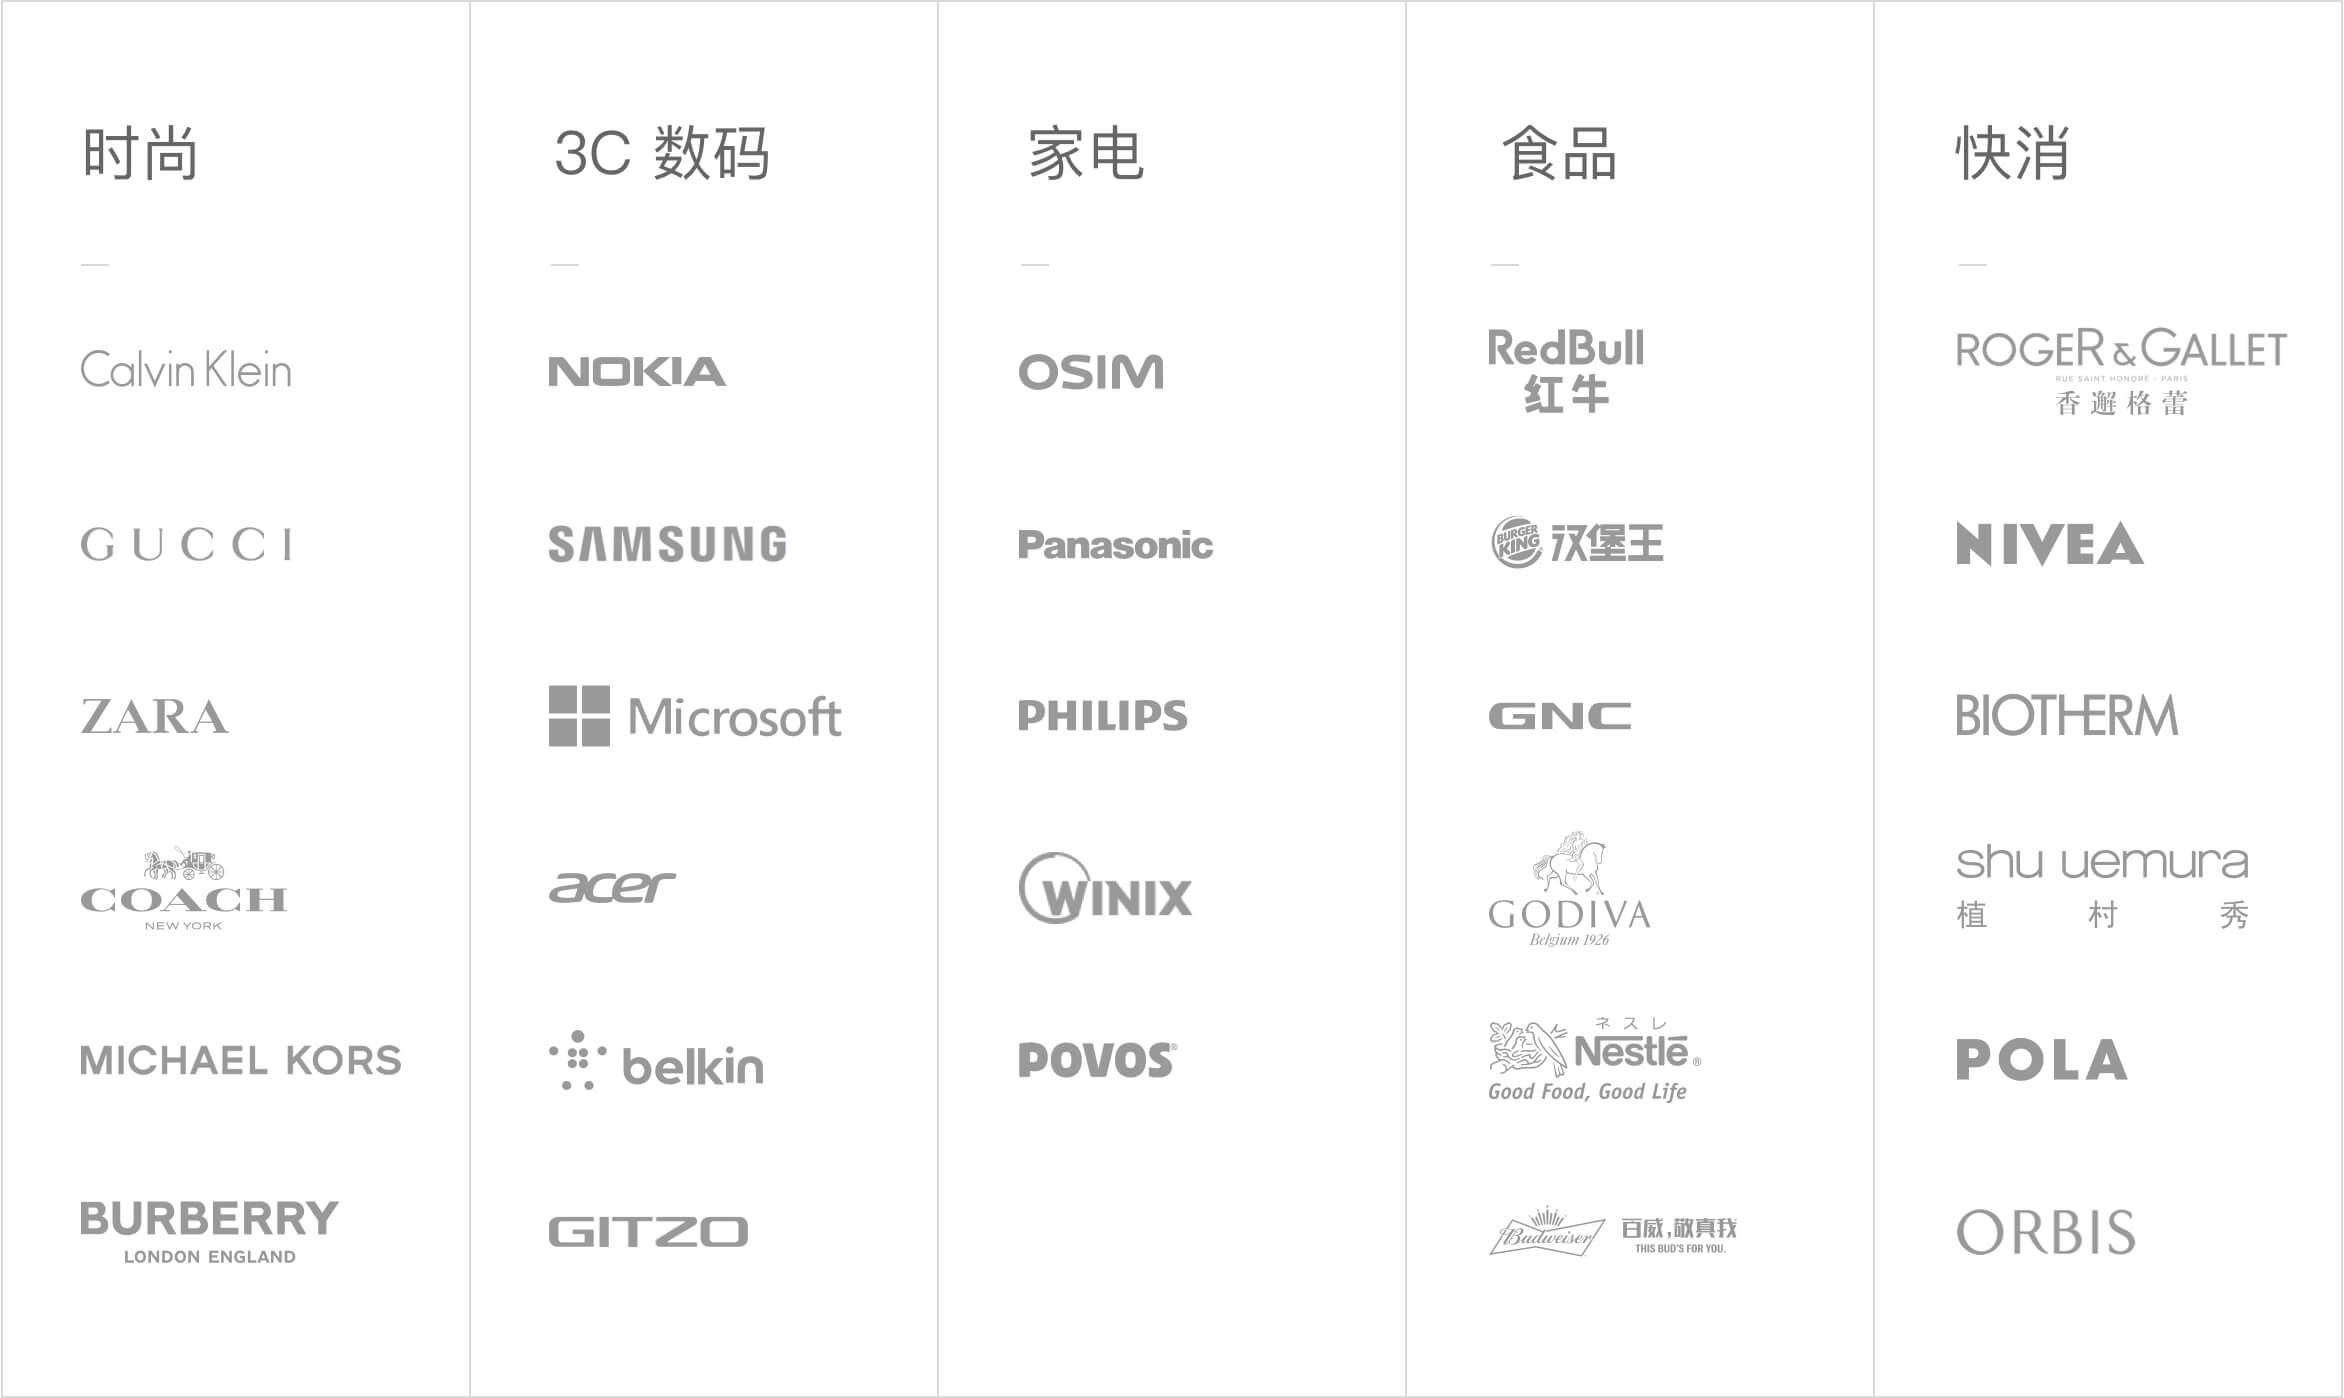 时尚
Calvin Klein
GUCCI
ZARA
COACH
NEW YORK
MICHAEL KORS
BURBERRY
LONDON ENGLAND
3C 数码
NOKIA
SAMSUNG
Microsoft
acer
belkin
GITZO
家电
OSIM
Panasonic
PHILIPS
WINIX
POVOS®
食品
RedBull
红牛
BURGER
KING
汉堡王
GNC
GODIVA
Belgium 1926
ネスレ
Nestlé®
Good Food, Good Life
Budweiser
百威,敬真我
THIS BUD'S FOR YOU.
快消
ROGER & GALLET
RUE SAINT HONORÉ - PARIS
香邂格蕾
NIVEA
BIOTHERM
shu uemura
植村秀
POLA
ORBIS